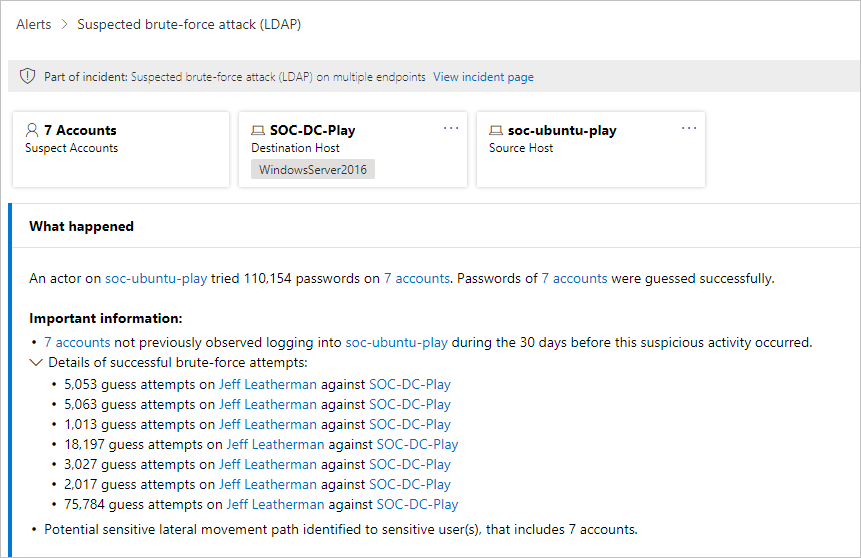 Alerts > Suspected brute-force attack (LDAP)
Part of incident: Suspected brute-force attack (LDAP) on multiple endpoints View incident page
7 Accounts
Suspect Accounts
SOC-DC-Play ...
Destination Host
WindowsServer2016
soc-ubuntu-play ...
Source Host
What happened
An actor on soc-ubuntu-play tried 110,154 passwords on 7 accounts. Passwords of 7 accounts were guessed successfully.
Important information:
• 7 accounts not previously observed logging into soc-ubuntu-play during the 30 days before this suspicious activity occurred.
Details of successful brute-force attempts:
• 5,053 guess attempts on Jeff Leatherman against SOC-DC-Play
• 5,063 guess attempts on Jeff Leatherman against SOC-DC-Play
• 1,013 guess attempts on Jeff Leatherman against SOC-DC-Play
• 18,197 guess attempts on Jeff Leatherman against SOC-DC-Play
• 3,027 guess attempts on Jeff Leatherman against SOC-DC-Play
• 2,017 guess attempts on Jeff Leatherman against SOC-DC-Play
• 75,784 guess attempts on Jeff Leatherman against SOC-DC-Play
• Potential sensitive lateral movement path identified to sensitive user(s), that includes 7 accounts.